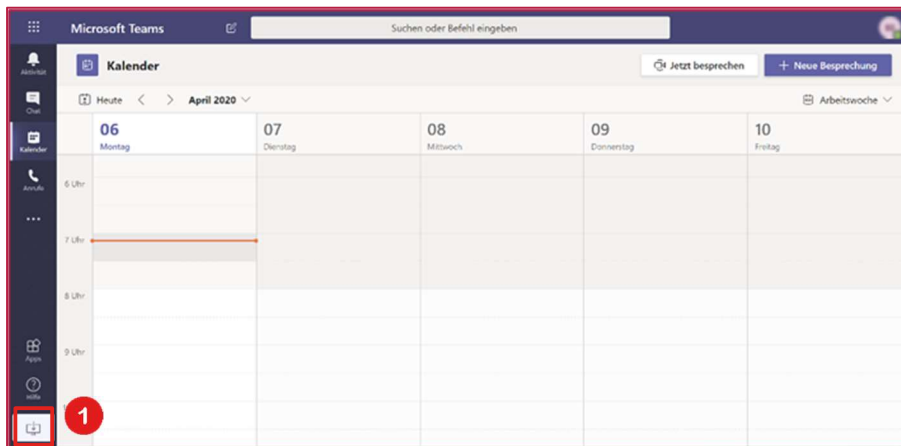 Microsoft Teams
Suchen oder Befehl eingeben
Aktivität
Kalender
Jetzt besprechen
+ Neue Besprechung
Chat
Heute
April 2020
Arbeitswoche
Kalender
06
Montag
07
Dienstag
08
Mittwoch
09
Donnerstag
10
Freitag
Anrufe
6 Uhr
7 Uhr
8 Uhr
9 Uhr
Apps
Hilfe
1